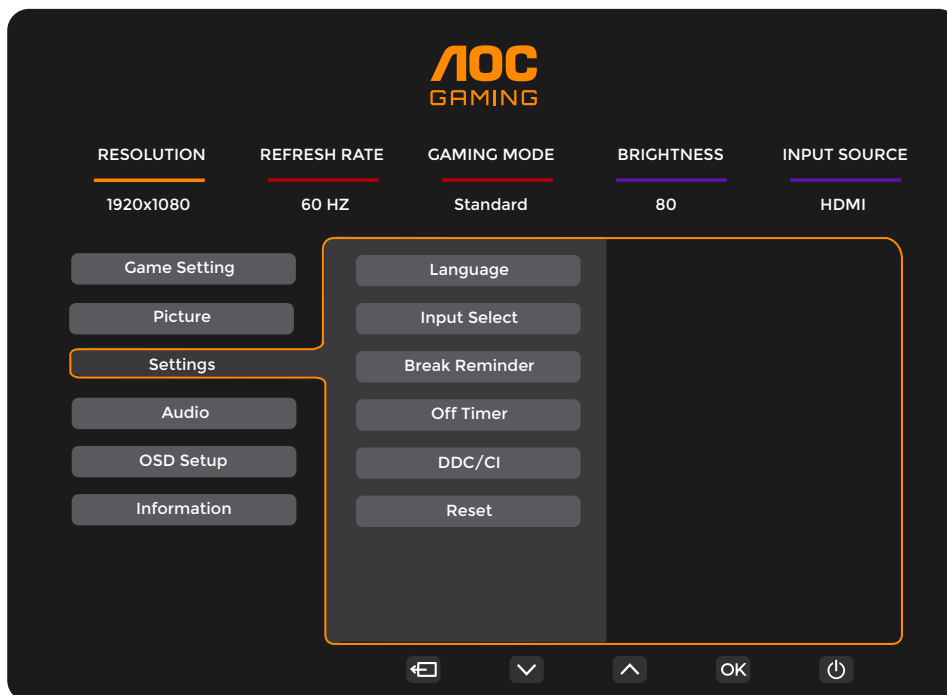 AOC
GAMING
RESOLUTION REFRESH RATE GAMING MODE BRIGHTNESS INPUT SOURCE
1920x1080 60 HZ Standard 80 HDMI
Game Setting
Picture
Settings
Audio
OSD Setup
Information
Language
Input Select
Break Reminder
Off Timer
DDC/CI
Reset
OK